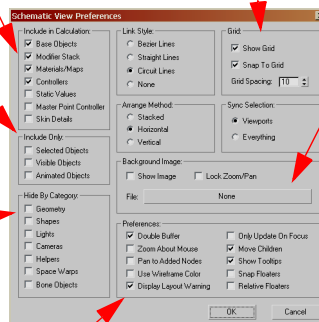 Schematic View Preferences
Include in Calculation:
Base Objects
Modifier Stack
Materials/Maps
Controllers
Static Values
Master Point Controller
Skin Details
Link Style:
Bezier Lines
Straight Lines
Circuit Lines
None
Grid:
Show Grid
Snap To Grid
Grid Spacing: 10
Arrange Method:
Stacked
Horizontal
Vertical
Sync Selection:
Viewports
Everything
Include Only:
Selected Objects
Visible Objects
Animated Objects
Background Image:
Show Image
Lock Zoom/Pan
File:
None
Hide By Category:
Geometry
Shapes
Lights
Cameras
Helpers
Space Warps
Bone Objects
Preferences:
Double Buffer
Zoom About Mouse
Pan to Added Nodes
Use Wireframe Color
Display Layout Warning
Only Update On Focus
Move Children
Show Tooltips
Snap Floaters
Relative Floaters
OK
Cancel